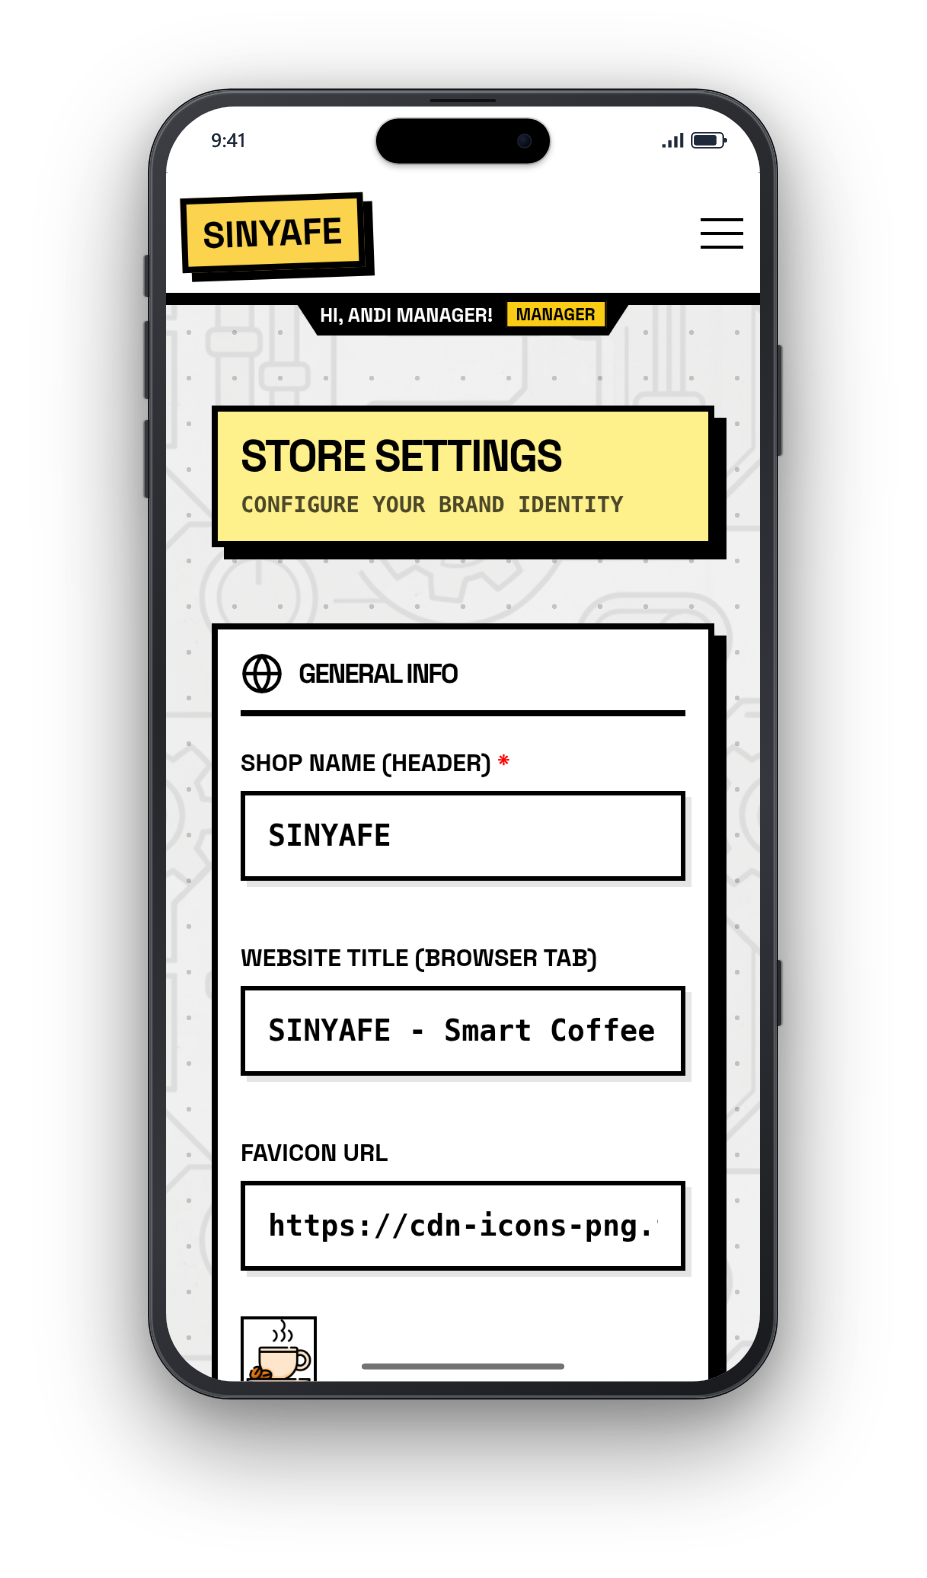 9:41
SINYAFE
HI, ANDI MANAGER! MANAGER
STORE SETTINGS
CONFIGURE YOUR BRAND IDENTITY
GENERAL INFO
SHOP NAME (HEADER) *
SINYAFE
WEBSITE TITLE (BROWSER TAB)
SINYAFE - Smart Coffee
FAVICON URL
https://cdn-icons-png.